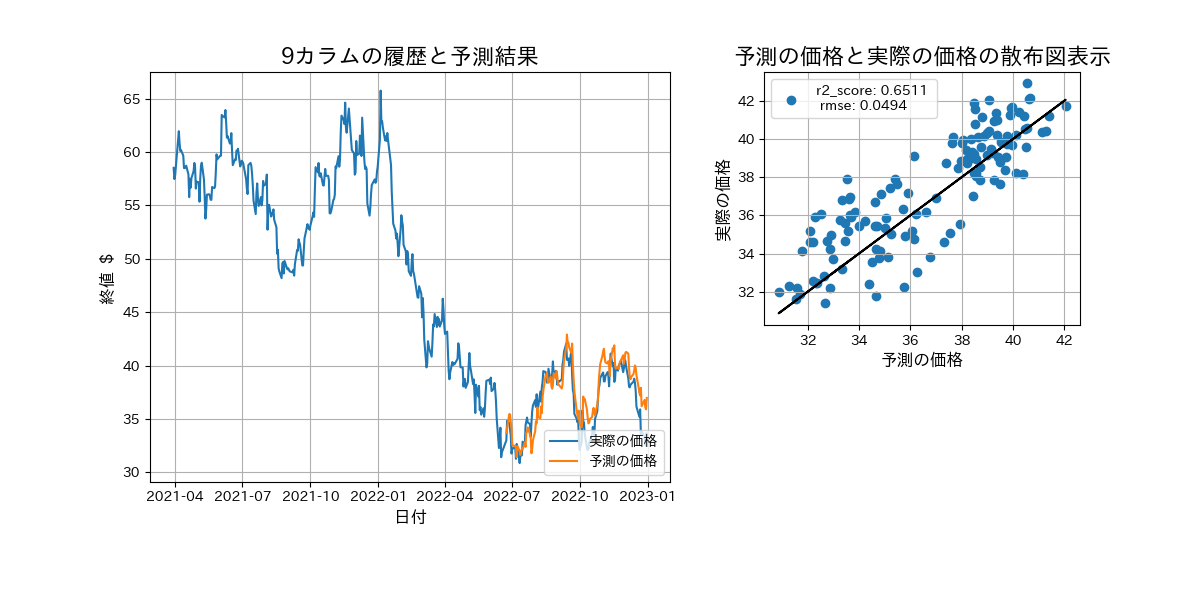 9カラムの履歴と予測結果
終値 $
65
60
55
50
45
40
35
30
2021-04 2021-07 2021-10 2022-01 2022-04 2022-07 2022-10 2023-01
日付
実際の価格
予測の価格
予測の価格と実際の価格の散布図表示
r2_score: 0.6511
rmse: 0.0494
実際の価格
42
40
38
36
34
32
32 34 36 38 40 42
予測の価格